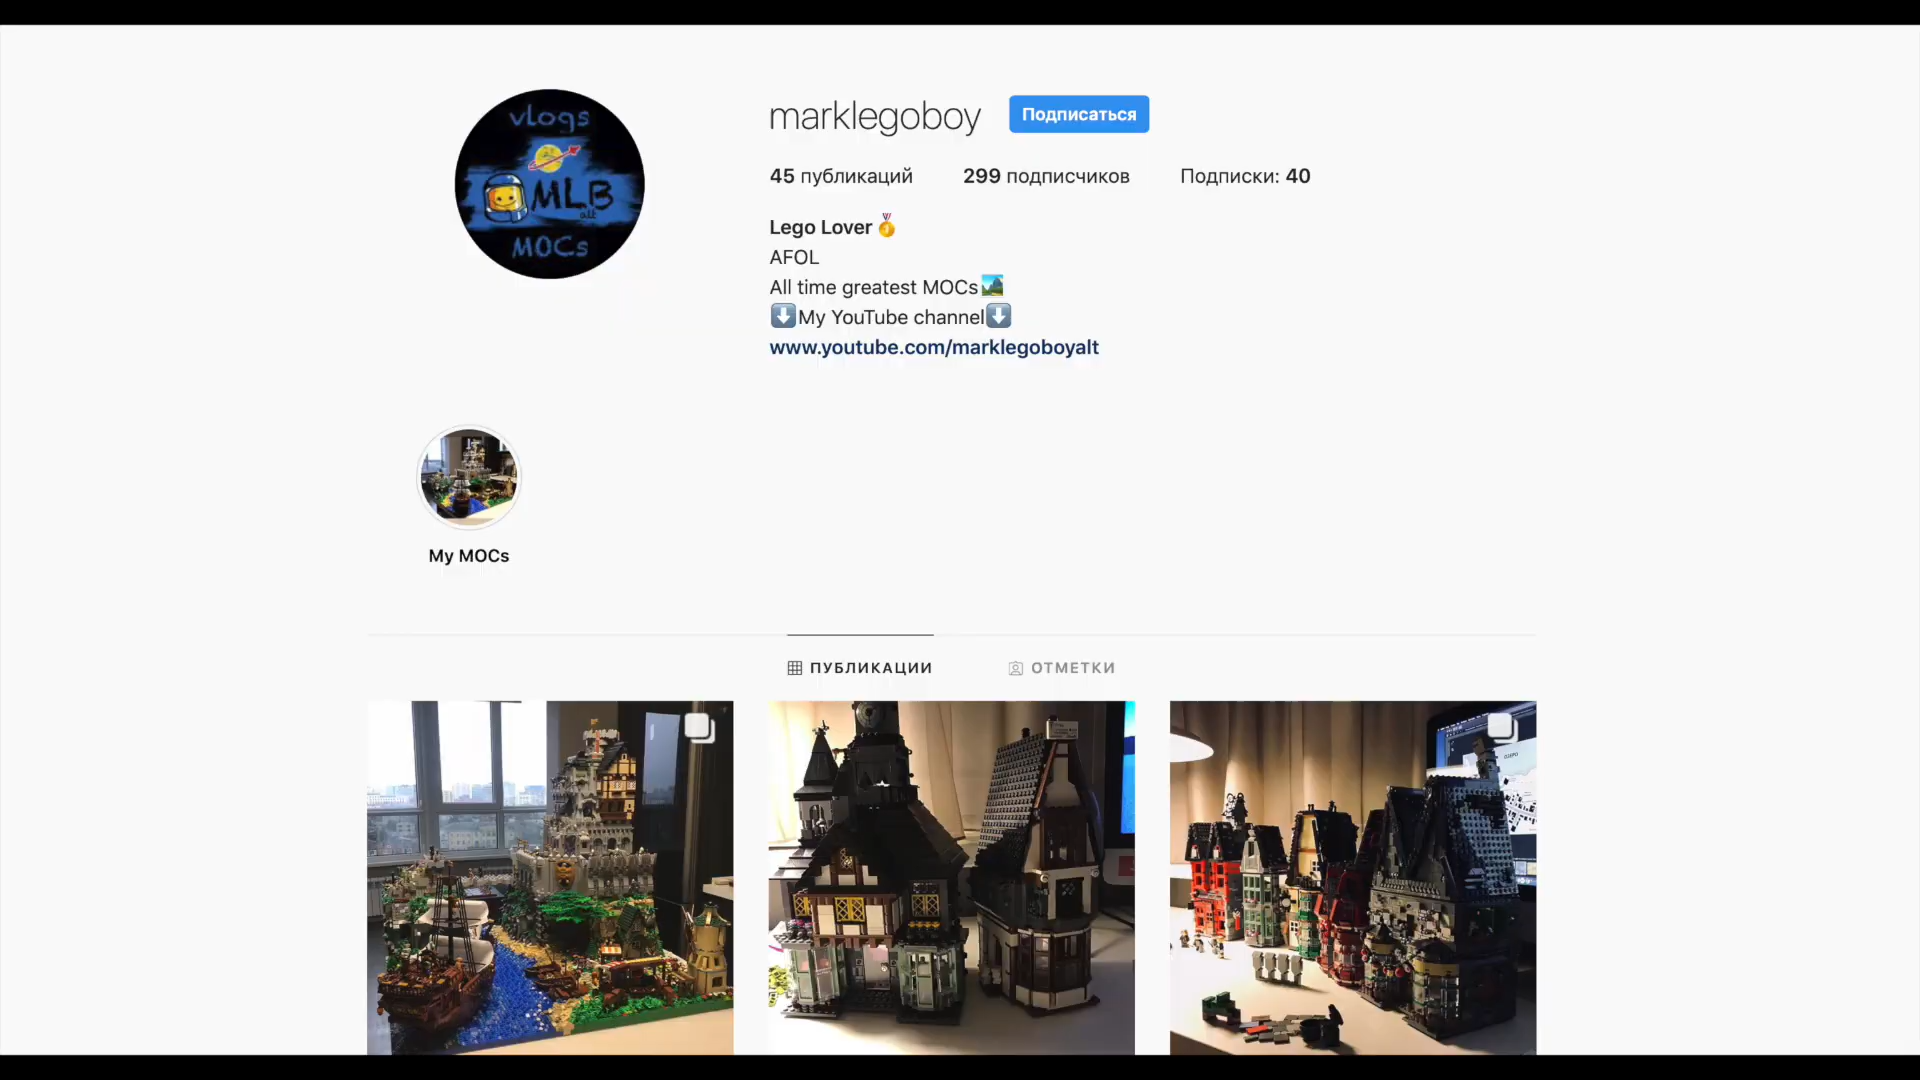 vlogs
MLB
alt
MOCs
marklegoboy
Подписаться
45 публикаций
299 подписчиков
Подписки: 40
Lego Lover
AFOL
All time greatest MOCs
My YouTube channel
www.youtube.com/marklegoboyalt
My MOCs
ПУБЛИКАЦИИ
ОТМЕТКИ